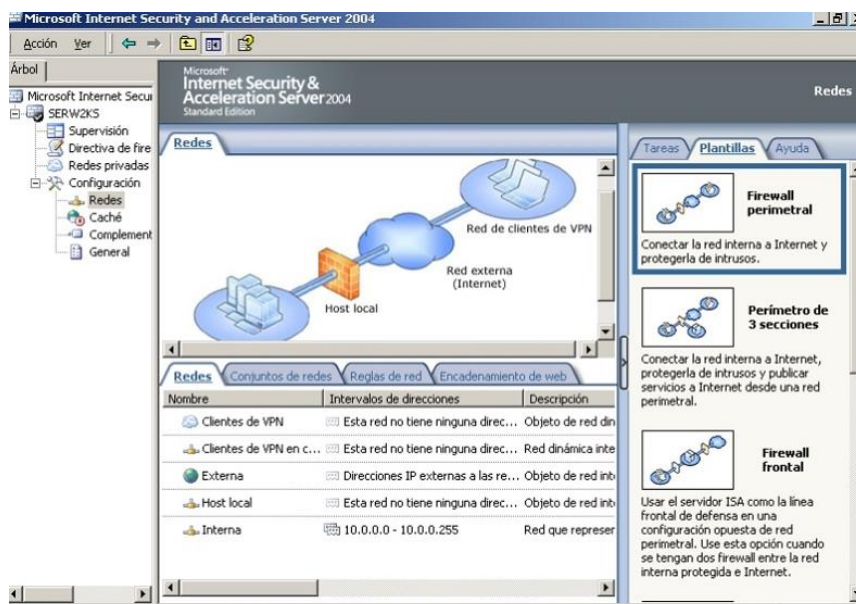 Microsoft Internet Security and Acceleration Server 2004
Acción Ver
Árbol
Microsoft Internet Secur
SERW2KS
Supervisión
Directiva de fire
Redes privadas
Configuración
Redes
Caché
Complement
General
Microsoft
Internet Security &
Acceleration Server 2004
Standard Edition
Redes
Redes
Red de clientes de VPN
Red externa
(Internet)
Host local
Redes Conjuntos de redes Reglas de red Encadenamiento de web
Nombre Intervalos de direcciones Descripción
Clientes de VPN Esta red no tiene ninguna direc... Objeto de red din
Clientes de VPN en c... Esta red no tiene ninguna direc... Red dinámica inte
Externa Direcciones IP externas a las re... Objeto de red inte
Host local Esta red no tiene ninguna direc... Objeto de red inte
Interna 10.0.0.0 - 10.0.0.255 Red que represer
Tareas Plantillas Ayuda
Firewall
perimetral
Conectar la red interna a Internet y
protegerla de intrusos.
Perímetro de
3 secciones
Conectar la red interna a Internet,
protegerla de intrusos y publicar
servicios a Internet desde una red
perimetral.
Firewall
frontal
Usar el servidor ISA como la línea
frontal de defensa en una
configuración opuesta de red
perimetral. Use esta opción cuando
se tengan dos firewall entre la red
interna protegida e Internet.